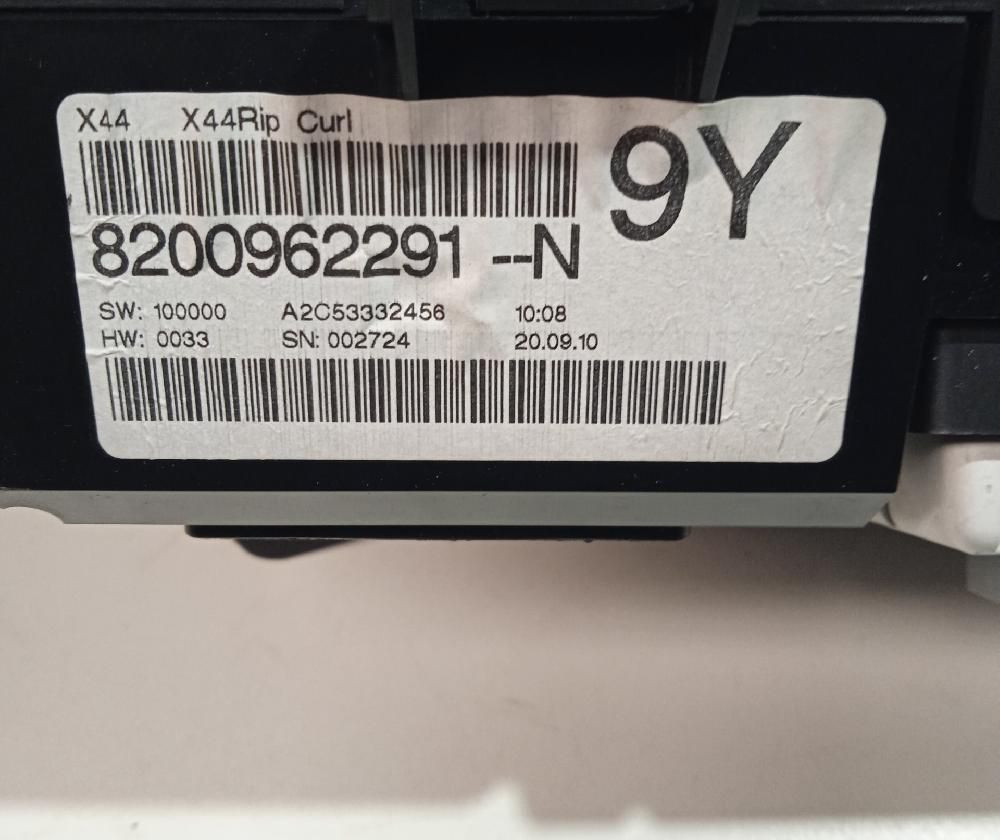 X44 X44Rip Curl
9Y
8200962291 --N
SW: 100000 A2C53332456 10:08
HW: 0033 SN: 002724 20.09.10